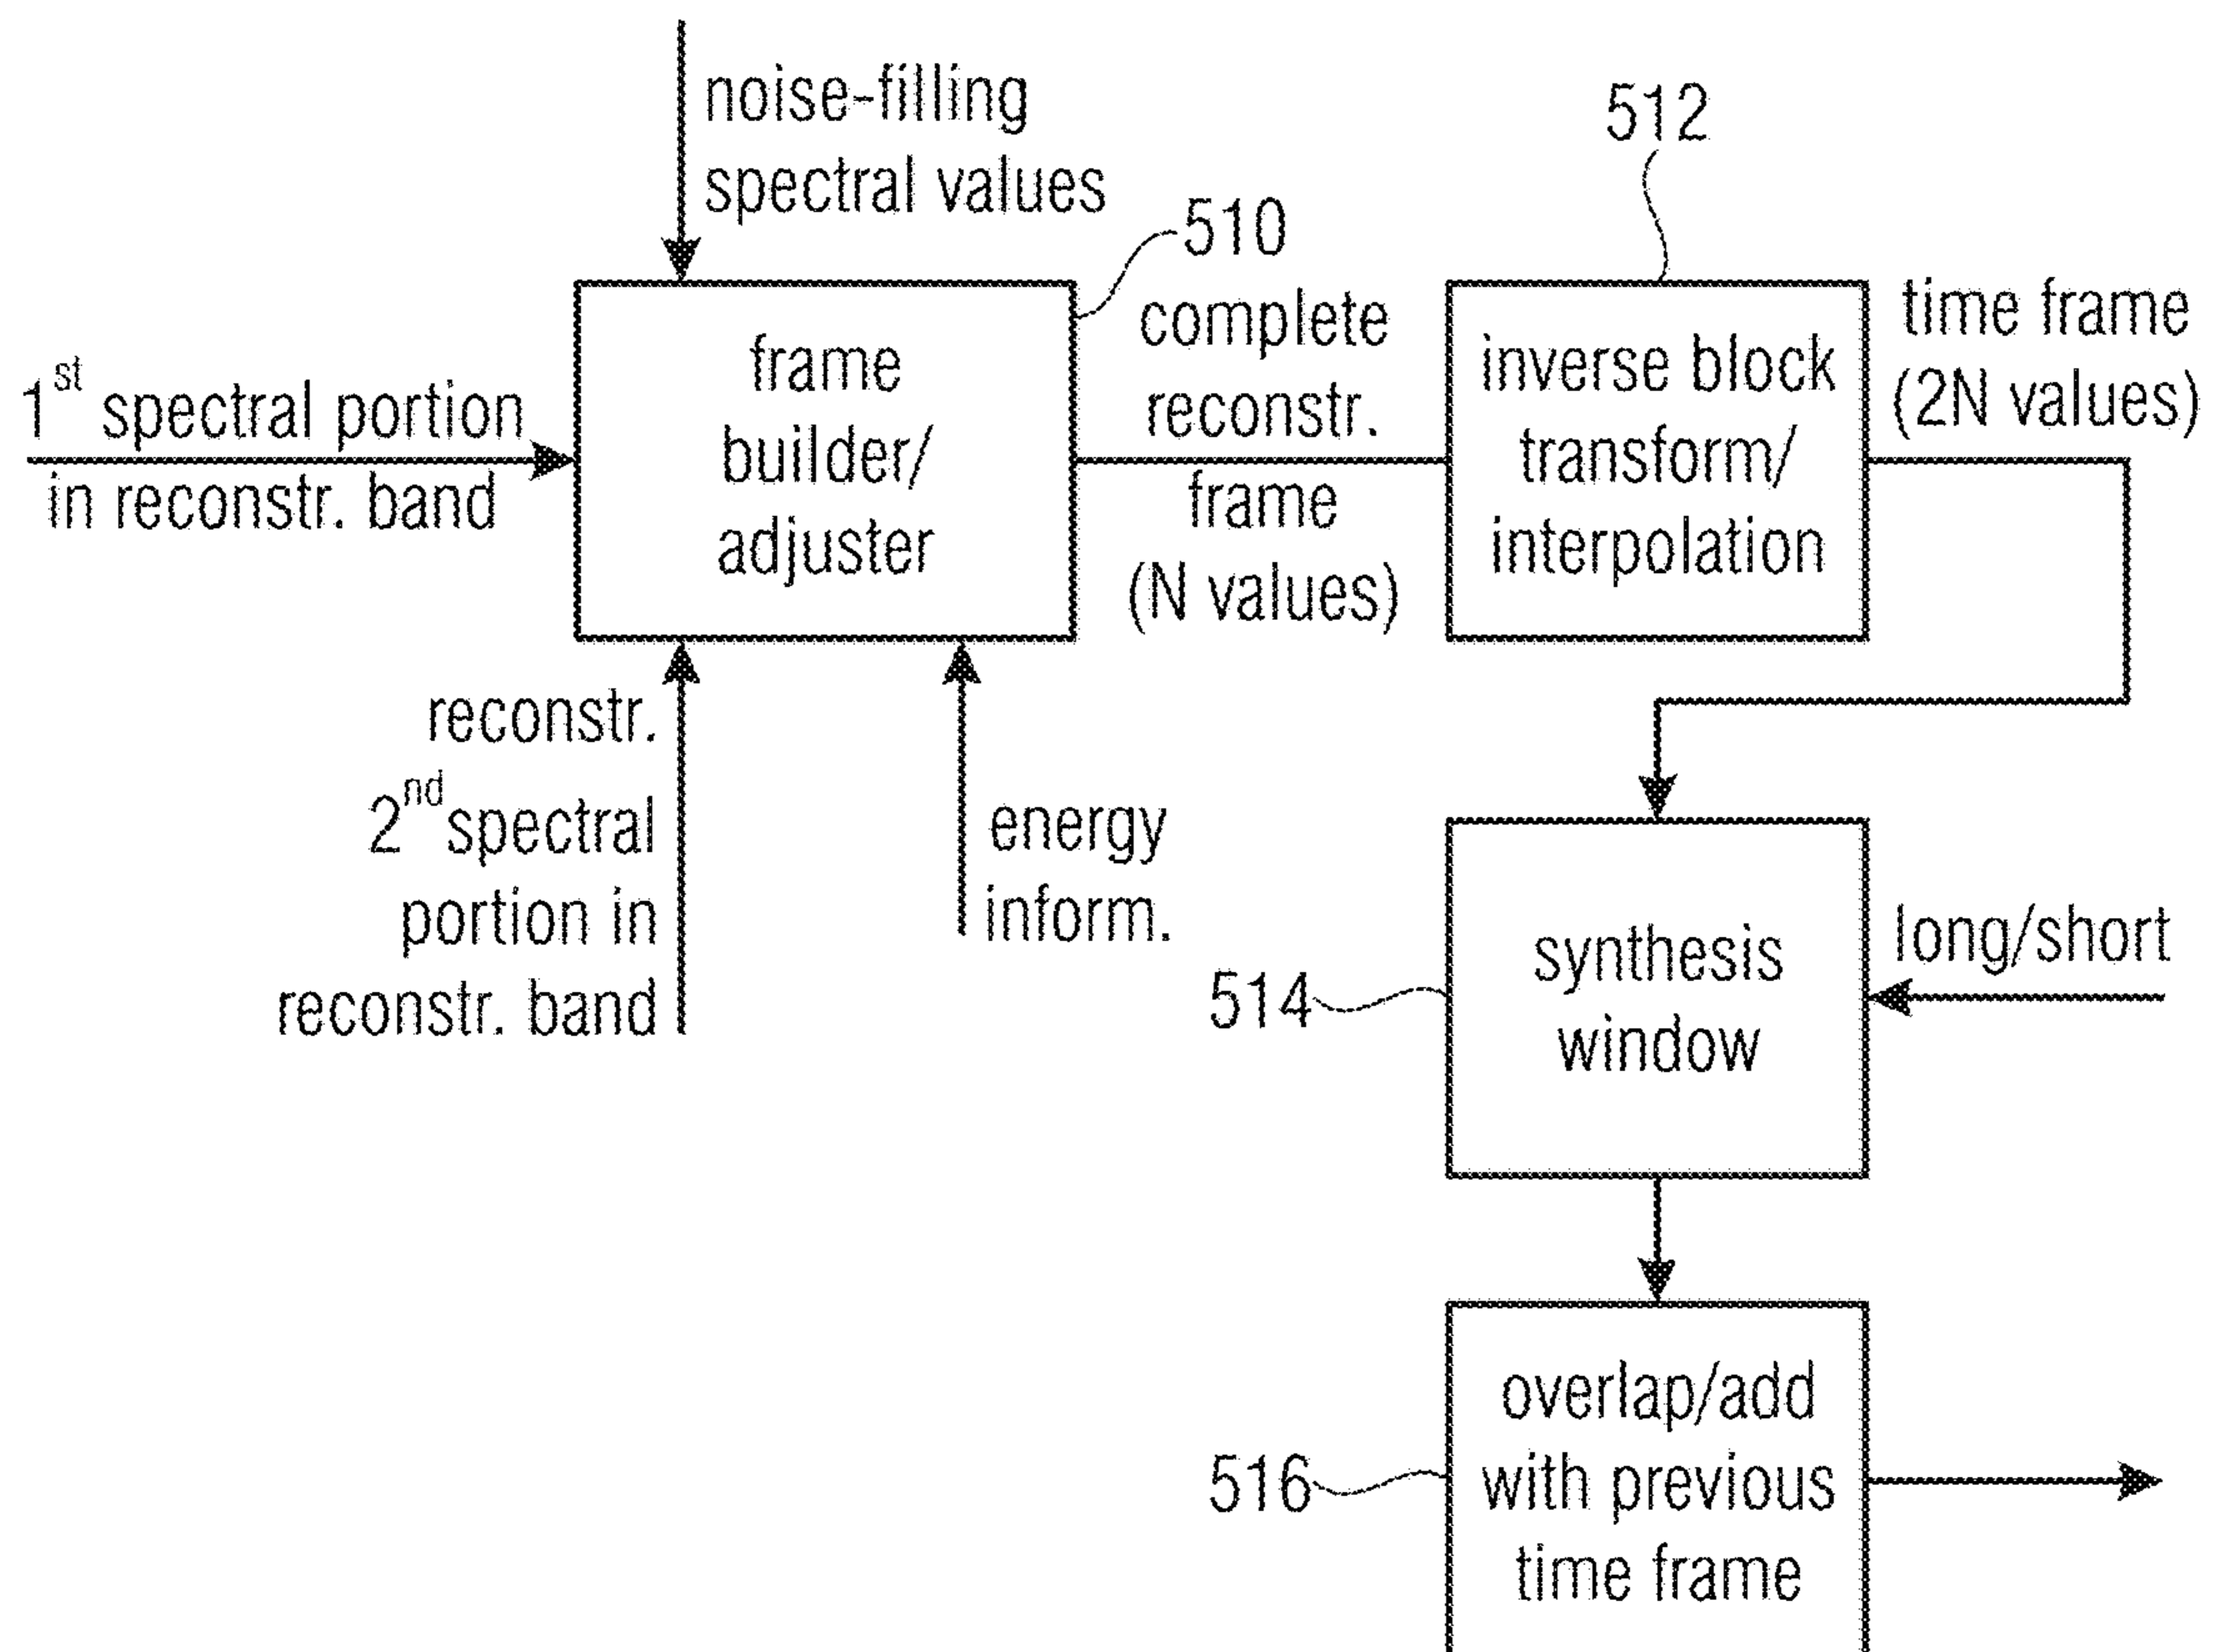 noise-filling
spectral values
512
510
1st spectral portion
in reconstr. band
frame
builder/
adjuster
complete
reconstr.
frame
(N values)
inverse block
transform/
interpolation
time frame
(2N values)
reconstr.
2nd spectral
portion in
reconstr. band
energy
inform.
514
synthesis
window
long/short
516
overlap/add
with previous
time frame